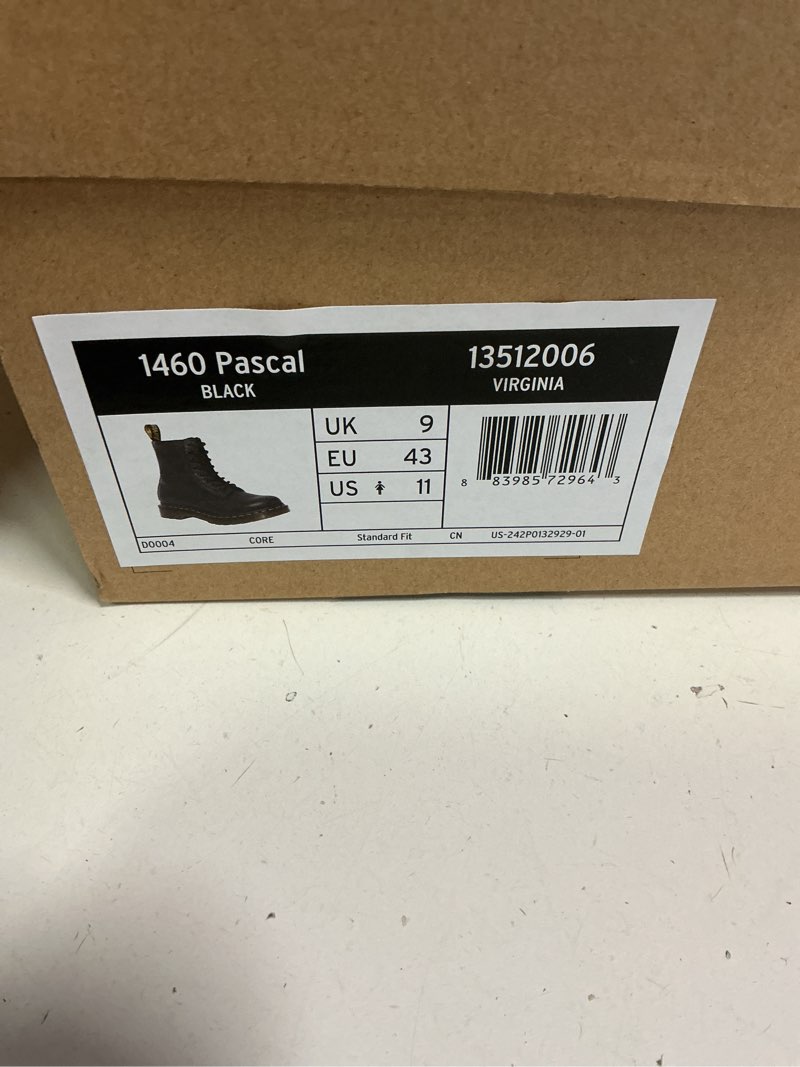 1460 Pascal
BLACK
13512006
VIRGINIA
UK 9
EU 43
US 11
8 83985 72964 3
D0004 CORE Standard Fit CN US-242P0132929-01